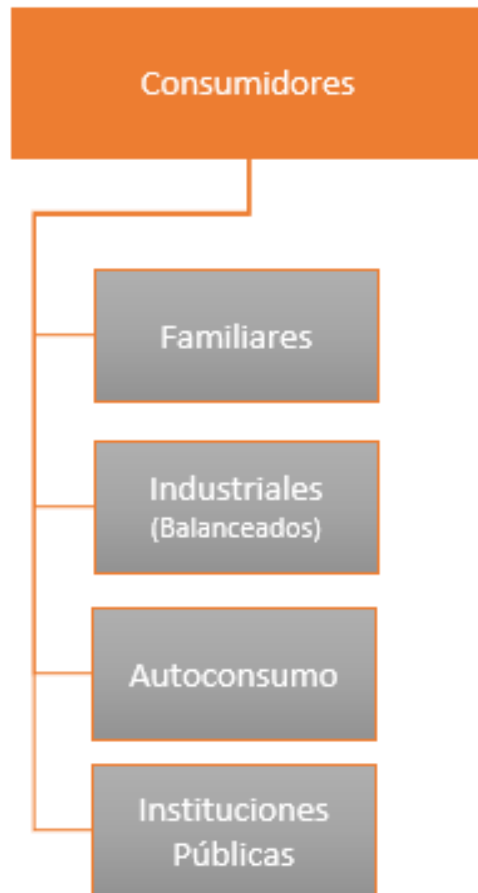 Consumidores
Familiares
Industriales
(Balanceados)
Autoconsumo
Instituciones
Públicas